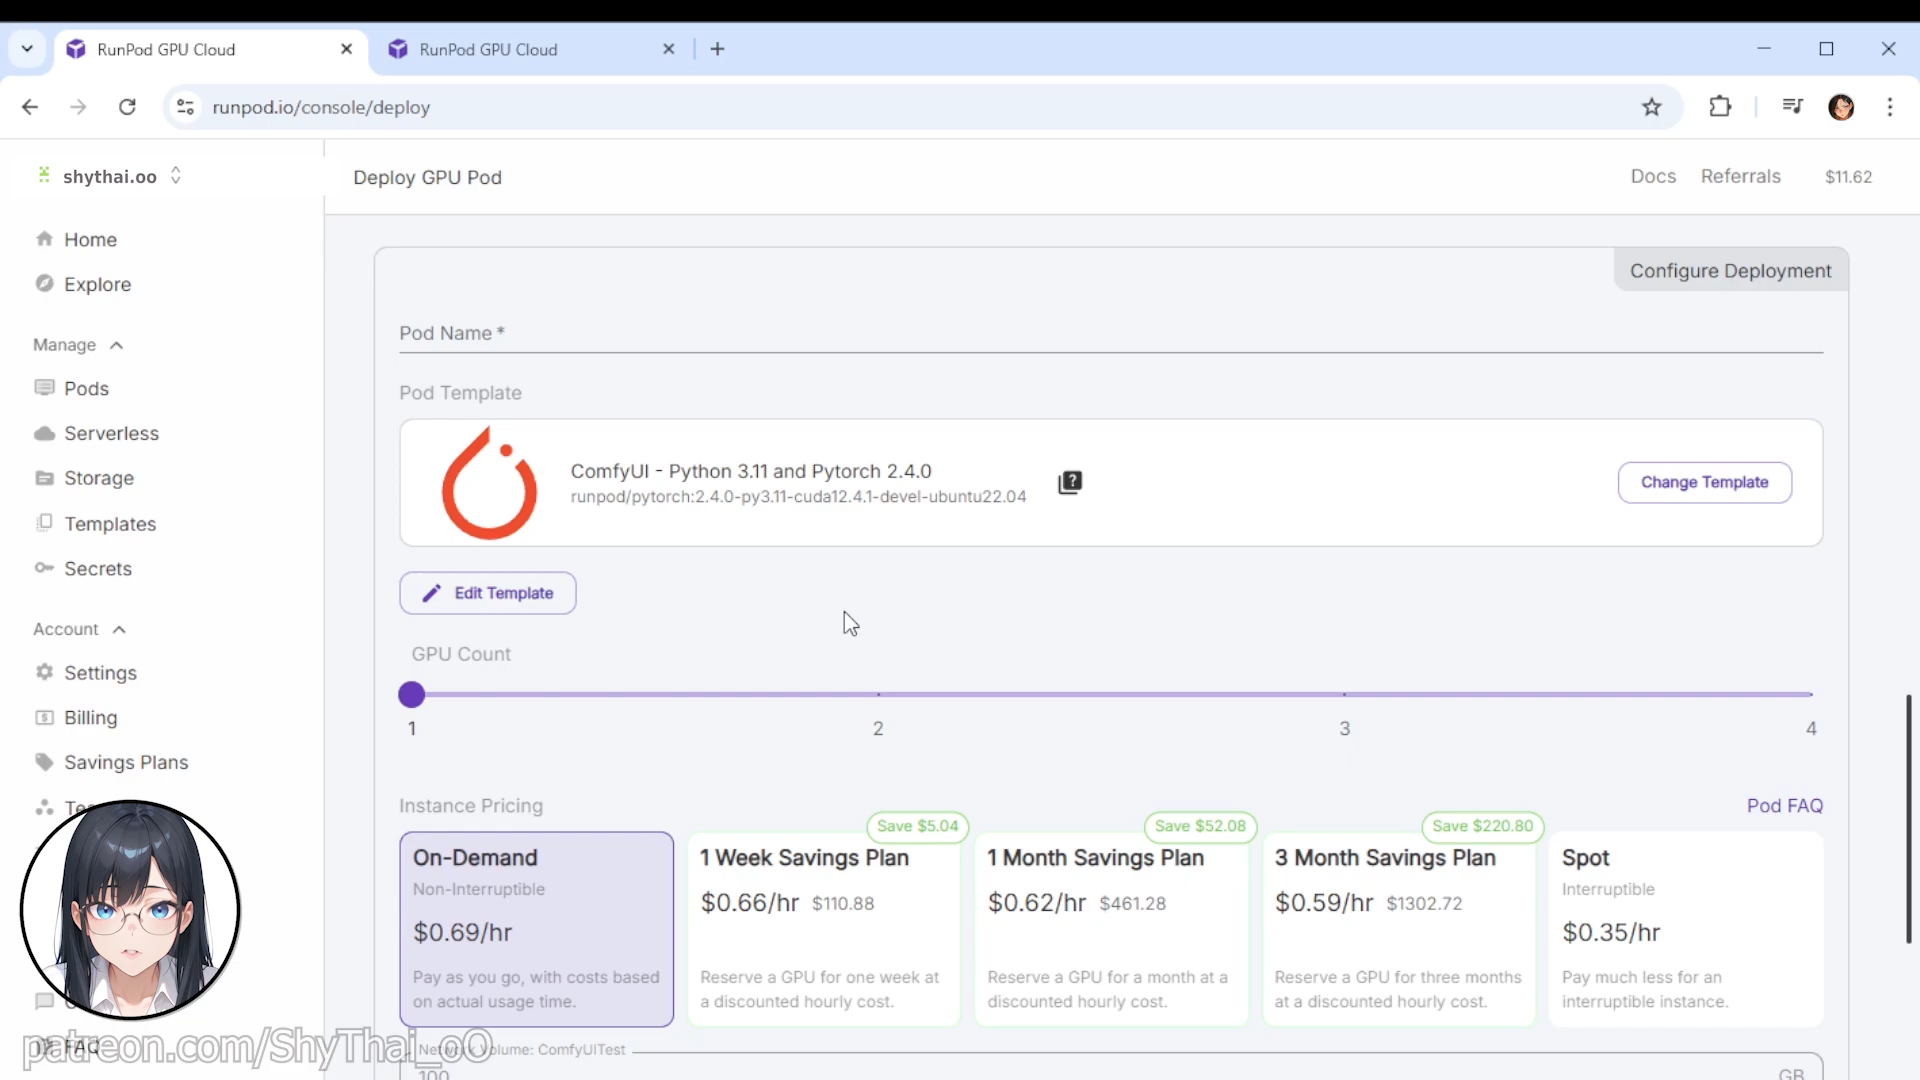 RunPod GPU Cloud
RunPod GPU Cloud
runpod.io/console/deploy
shythai.oo
Deploy GPU Pod
Docs
Referrals
$11.62
Home
Explore
Manage
Pods
Serverless
Storage
Templates
Secrets
Account
Settings
Billing
Savings Plans
FAQ
Configure Deployment
Pod Name *
Pod Template
ComfyUI - Python 3.11 and Pytorch 2.4.0
runpod/pytorch:2.4.0-py3.11-cuda12.4.1-devel-ubuntu22.04
Change Template
Edit Template
GPU Count
1
2
3
4
Instance Pricing
Pod FAQ
On-Demand
Non-Interruptible
$0.69/hr
Pay as you go, with costs based
on actual usage time.
Save $5.04
1 Week Savings Plan
$0.66/hr $110.88
Reserve a GPU for one week at
a discounted hourly cost.
Save $52.08
1 Month Savings Plan
$0.62/hr $461.28
Reserve a GPU for a month at a
discounted hourly cost.
Save $220.80
3 Month Savings Plan
$0.59/hr $1302.72
Reserve a GPU for three months
at a discounted hourly cost.
Spot
Interruptible
$0.35/hr
Pay much less for an
interruptible instance.
Network Volume: ComfyUITest
100
GB
patreon.com/ShyThai_oO